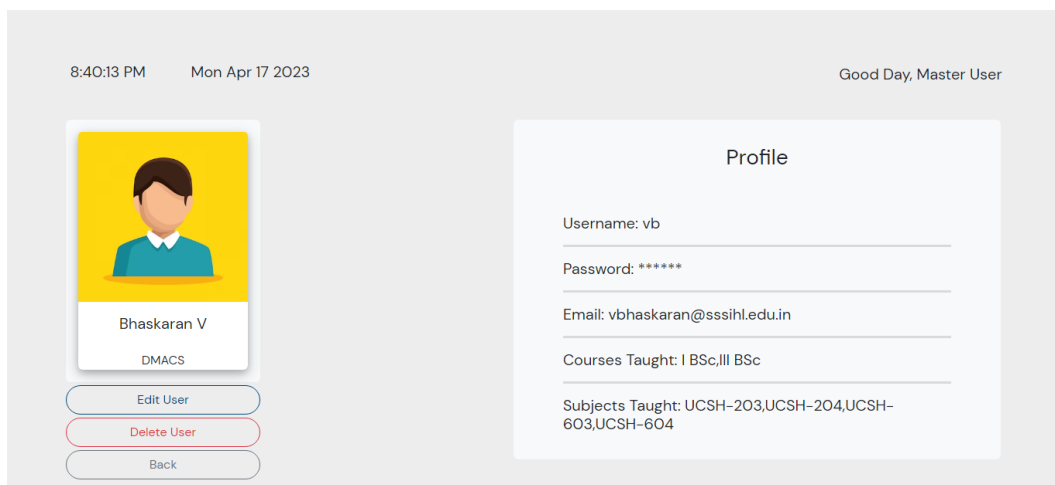 8:40:13 PM Mon Apr 17 2023
Good Day, Master User
Bhaskaran V
DMACS
Edit User
Delete User
Back
Profile
Username: vb
Password: ******
Email: vbhaskaran@sssihl.edu.in
Courses Taught: I BSc,III BSc
Subjects Taught: UCSH-203,UCSH-204,UCSH-
603,UCSH-604